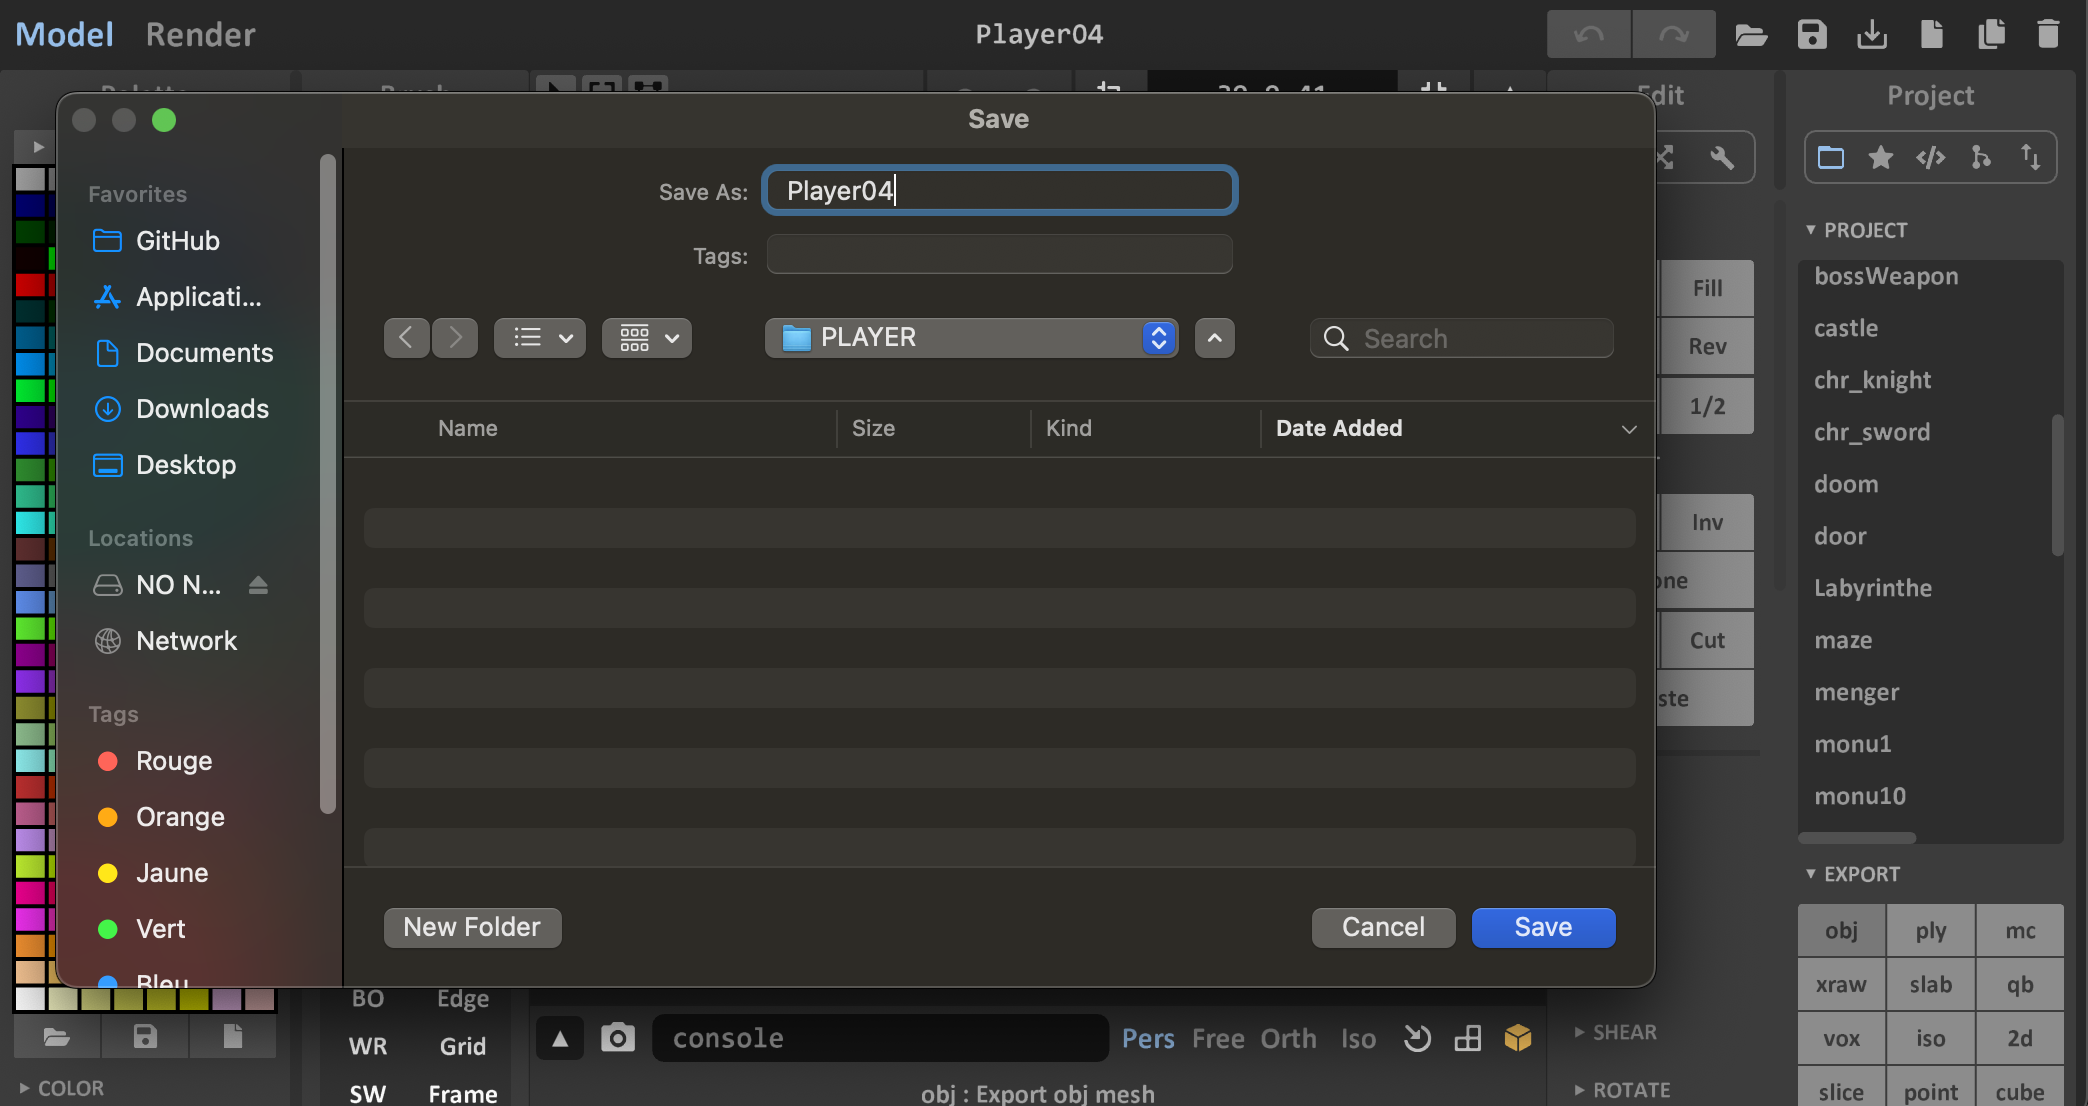 Model Render
Player04
Edit
Project
Save
Save As: Player04
Tags:
PLAYER
Search
Name Size Kind Date Added
New Folder
Cancel
Save
Favorites
GitHub
Applicati...
Documents
Downloads
Desktop
Locations
NO N...
Network
Tags
Rouge
Orange
Jaune
Vert
Bleu
Fill
Rev
1/2
Inv
Cut
PROJECT
bossWeapon
castle
chr_knight
chr_sword
doom
door
Labyrinthe
maze
menger
monu1
monu10
EXPORT
obj ply mc
xraw slab qb
vox iso 2d
slice point cube
BO Edge
WR Grid
SW Frame
console
Pers Free Orth Iso
obj : Export obj mesh
COLOR
SHEAR
ROTATE